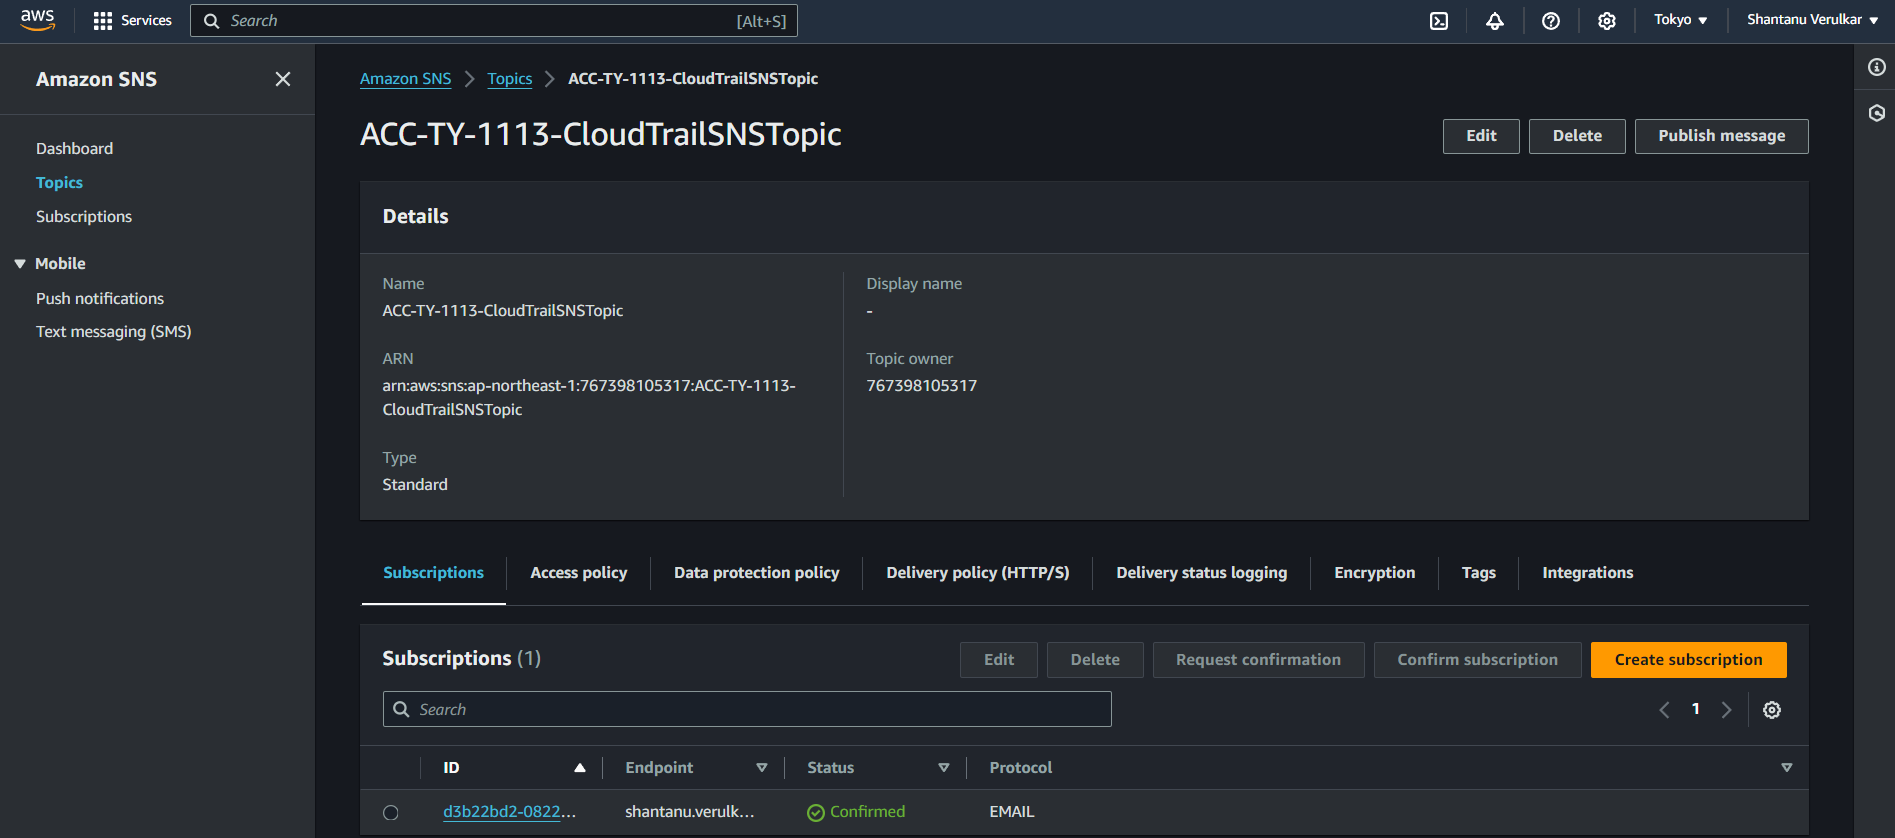 aws
Services
Search
[Alt+S]
Tokyo
Shantanu Verulkar
Amazon SNS
Dashboard
Topics
Subscriptions
Mobile
Push notifications
Text messaging (SMS)
Amazon SNS
Topics
ACC-TY-1113-CloudTrailSNSTopic
ACC-TY-1113-CloudTrailSNSTopic
Edit
Delete
Publish message
Details
Name
ACC-TY-1113-CloudTrailSNSTopic
Display name
-
ARN
arn:aws:sns:ap-northeast-1:767398105317:ACC-TY-1113-
CloudTrailSNSTopic
Topic owner
767398105317
Type
Standard
Subscriptions
Access policy
Data protection policy
Delivery policy (HTTP/S)
Delivery status logging
Encryption
Tags
Integrations
Subscriptions (1)
Edit
Delete
Request confirmation
Confirm subscription
Create subscription
Search
1
ID
Endpoint
Status
Protocol
d3b22bd2-0822...
shantanu.verulk...
Confirmed
EMAIL